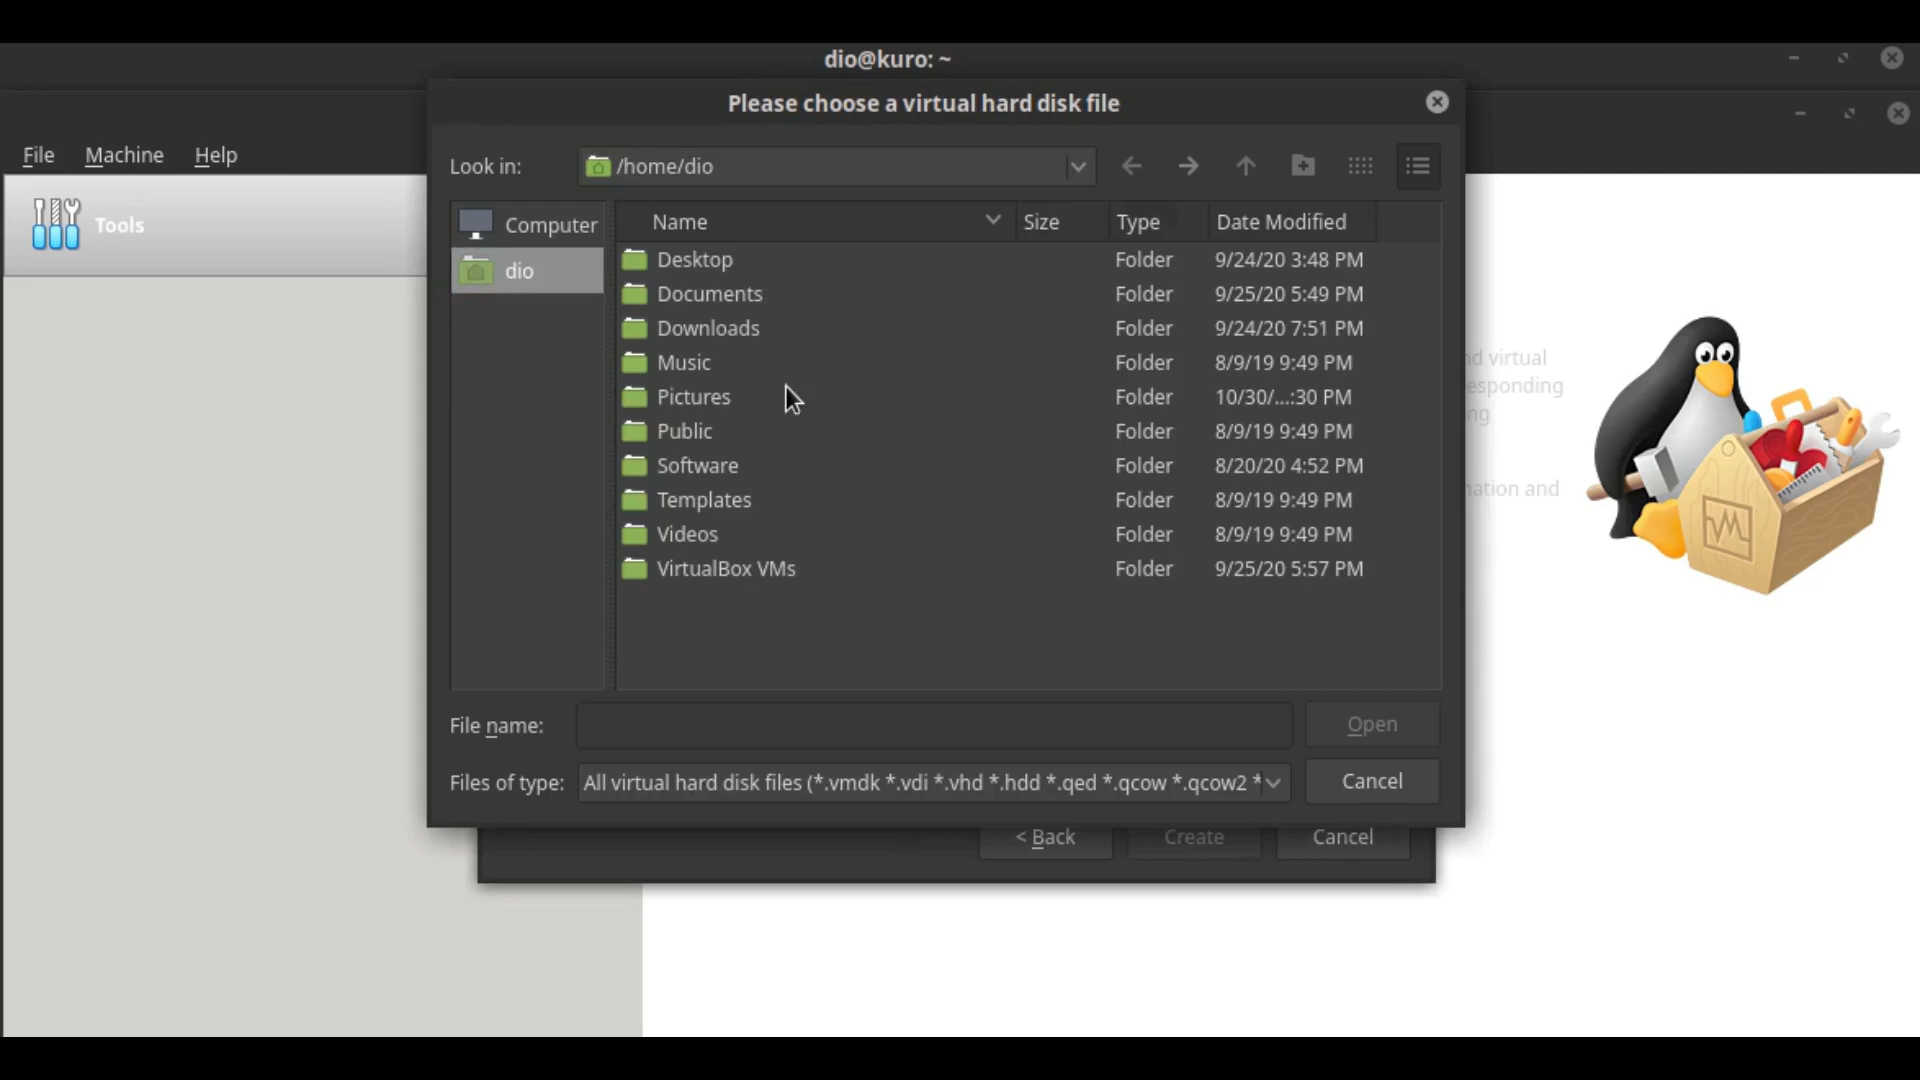 dio@kuro: ~
Please choose a virtual hard disk file
File Machine Help
Look in: /home/dio
Tools
Computer
dio
Name Size Type Date Modified
Desktop Folder 9/24/20 3:48 PM
Documents Folder 9/25/20 5:49 PM
Downloads Folder 9/24/20 7:51 PM
Music Folder 8/9/19 9:49 PM
Pictures Folder 10/30/...:30 PM
Public Folder 8/9/19 9:49 PM
Software Folder 8/20/20 4:52 PM
Templates Folder 8/9/19 9:49 PM
Videos Folder 8/9/19 9:49 PM
VirtualBox VMs Folder 9/25/20 5:57 PM
virtual
esponding
ng
ation and
File name: Open
Files of type: All virtual hard disk files (*.vmdk *.vdi *.vhd *.hdd *.qed *.qcow *.qcow2 * Cancel
< Back Create Cancel